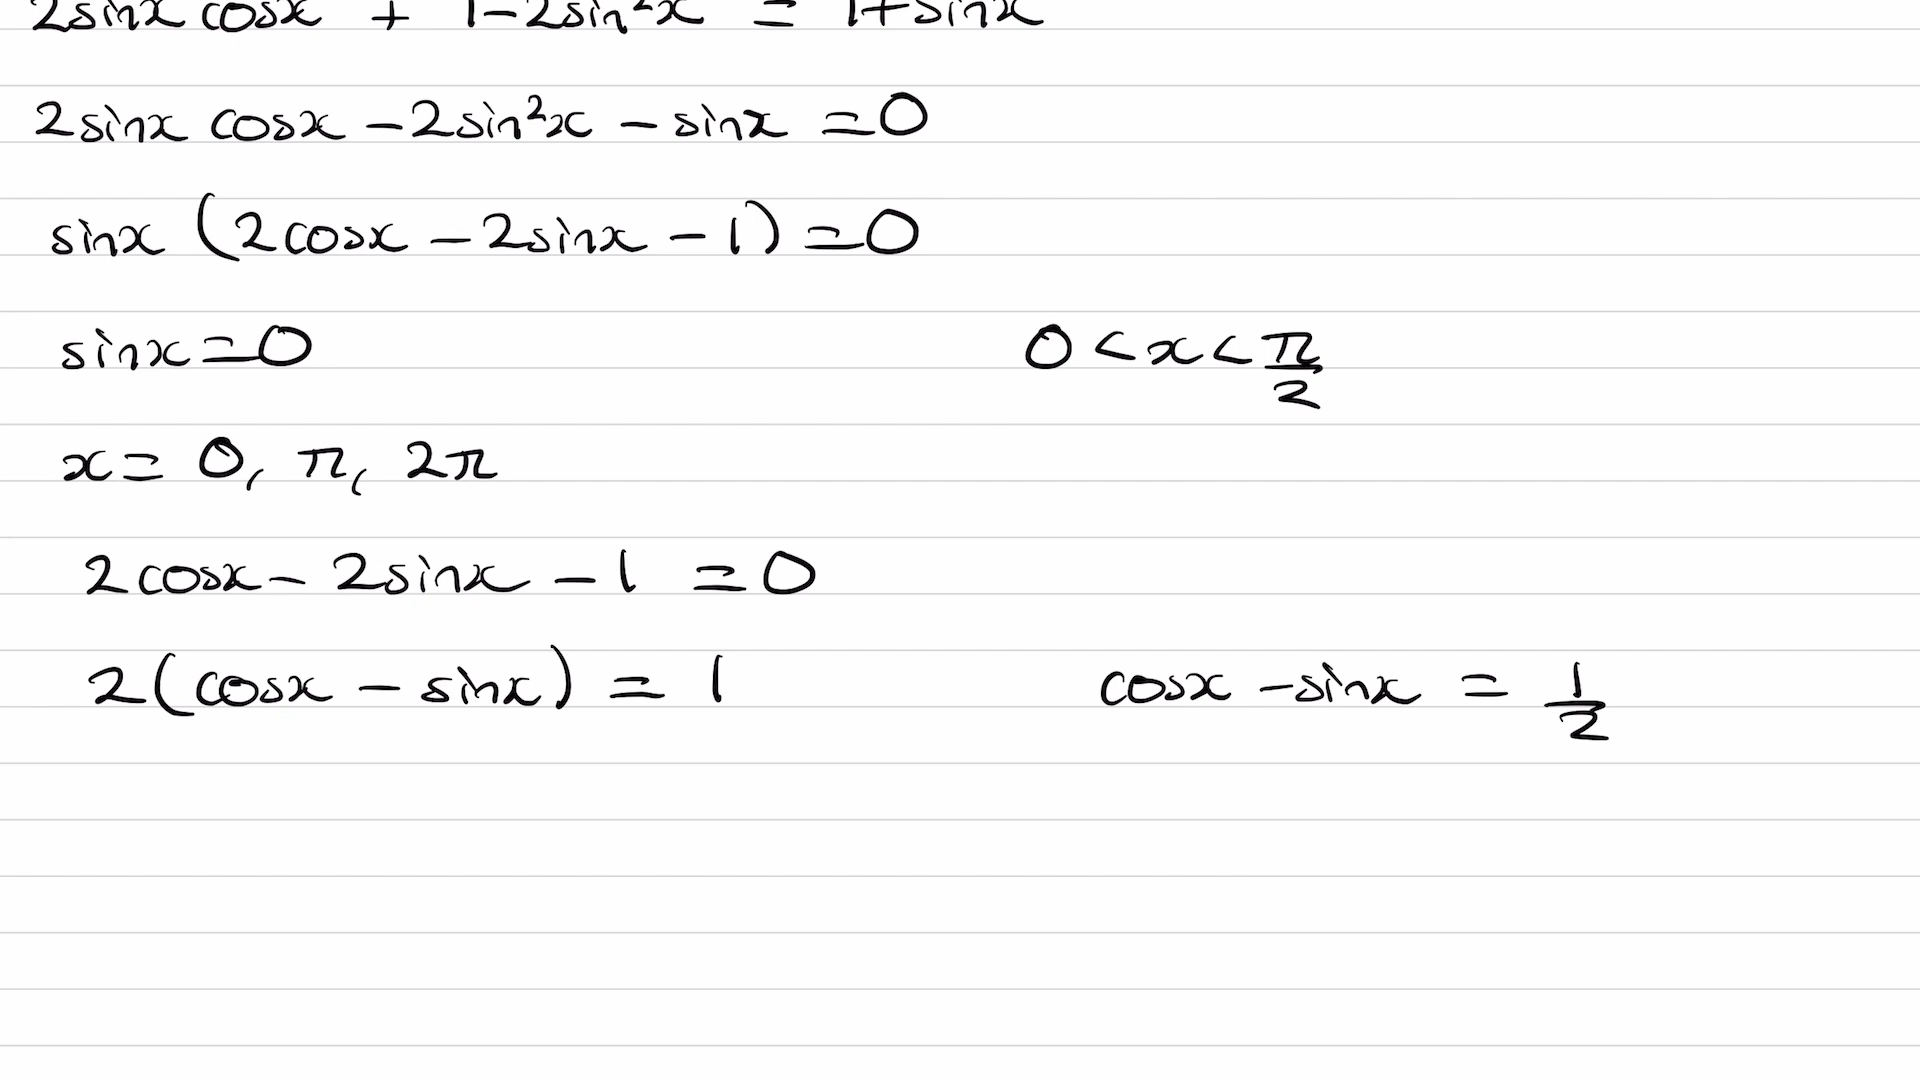 2sinx cosx + 1-2sin²x = 1+sinx
2sinx cosx - 2sin²x - sinx = 0
sinx (2cosx - 2sinx - 1) = 0
sinx = 0 0 < x < π/2
x = 0, π, 2π
2cosx - 2sinx - 1 = 0
2(cosx - sinx) = 1 cosx - sinx = 1/2